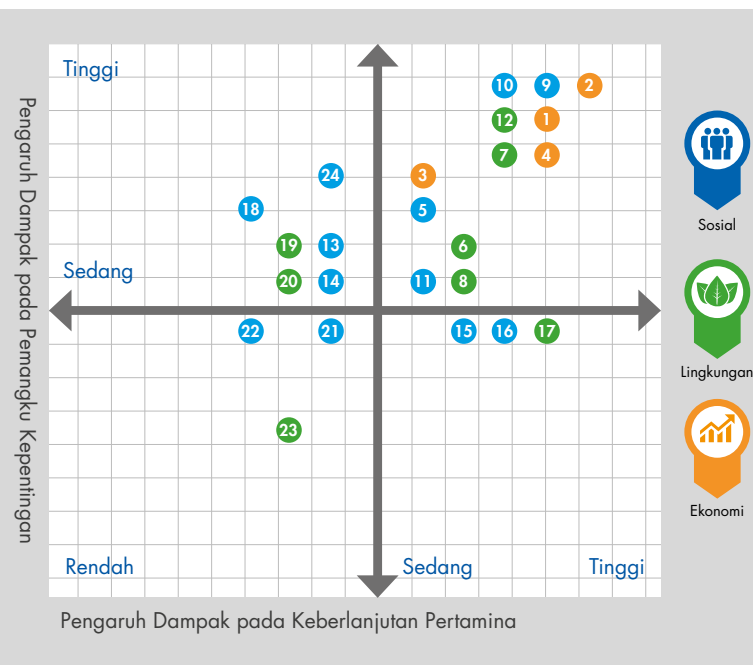 Tinggi
10 9 2
12 1
7 4
24 3
18 5
19 13 6
Sedang
20 14 11 8
22 21 15 16 17
23
Rendah Sedang Tinggi
Pengaruh Dampak pada Pemangku Kepentingan
Pengaruh Dampak pada Keberlanjutan Pertamina
Sosial
Lingkungan
Ekonomi